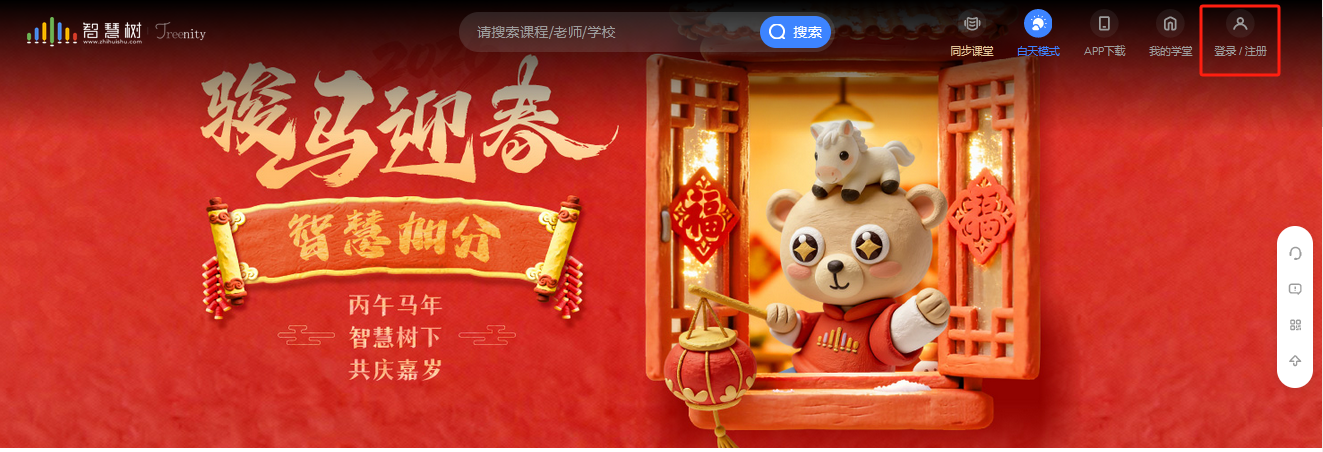 智慧树
www.zhihuishu.com
Treenity
请搜索课程/老师/学校
搜索
同步课堂
白天模式
APP下载
我的学堂
登录 / 注册
骏马迎春
智慧加分
丙午马年
智慧树下
共庆嘉岁
福
福